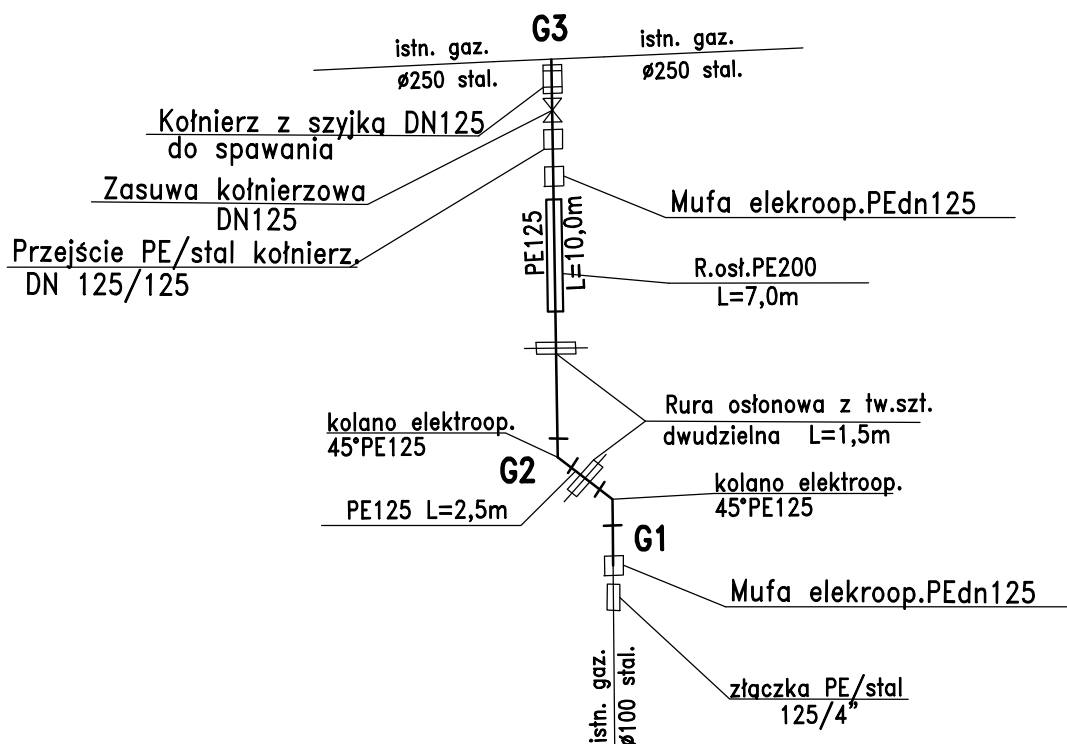 G3
istn. gaz.
ø250 stal.
istn. gaz.
ø250 stal.
Kołnierz z szyjką DN125
do spawania
Zasuwa kołnierzowa
DN125
Przejście PE/stal kołnierz.
DN 125/125
Mufa elekroop.PEdn125
PE125
L=10,0m
R.osł.PE200
L=7,0m
Rura osłonowa z tw.szt.
dwudzielna L=1,5m
kolano elektroop.
45°PE125
G2
PE125 L=2,5m
kolano elektroop.
45°PE125
G1
Mufa elekroop.PEdn125
złączka PE/stal
125/4"
istn. gaz.
ø100 stal.